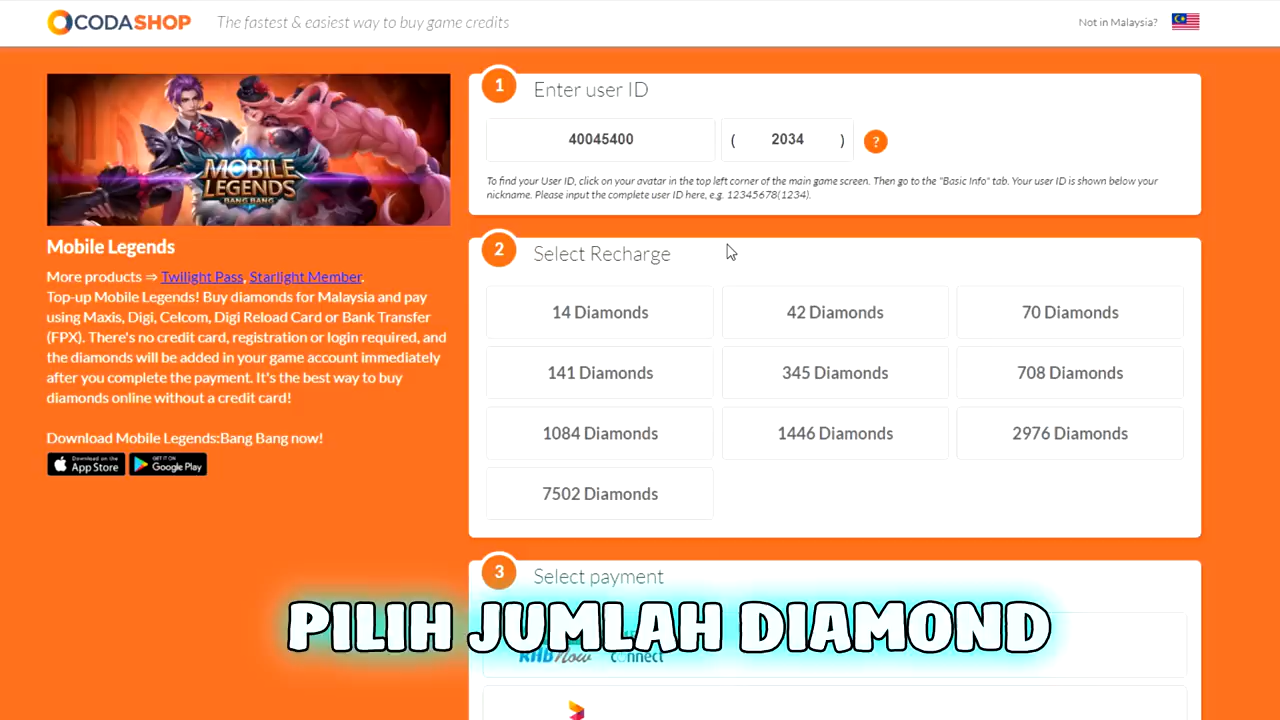 CODASHOP
The fastest & easiest way to buy game credits
Not in Malaysia?
MOBILE
LEGENDS
BANG BANG
Mobile Legends
More products ⇒ Twilight Pass, Starlight Member.
Top-up Mobile Legends! Buy diamonds for Malaysia and pay
using Maxis, Digi, Celcom, Digi Reload Card or Bank Transfer
(FPX). There's no credit card, registration or login required, and
the diamonds will be added in your game account immediately
after you complete the payment. It's the best way to buy
diamonds online without a credit card!
Download Mobile Legends:Bang Bang now!
Download on the
App Store
GET IT ON
Google Play
1 Enter user ID
40045400 ( 2034 ) ?
To find your User ID, click on your avatar in the top left corner of the main game screen. Then go to the "Basic Info" tab. Your user ID is shown below your
nickname. Please input the complete user ID here, e.g. 12345678(1234).
2 Select Recharge
14 Diamonds 42 Diamonds 70 Diamonds
141 Diamonds 345 Diamonds 708 Diamonds
1084 Diamonds 1446 Diamonds 2976 Diamonds
7502 Diamonds
3 Select payment
PILIH JUMLAH DIAMOND
RHB Now connect